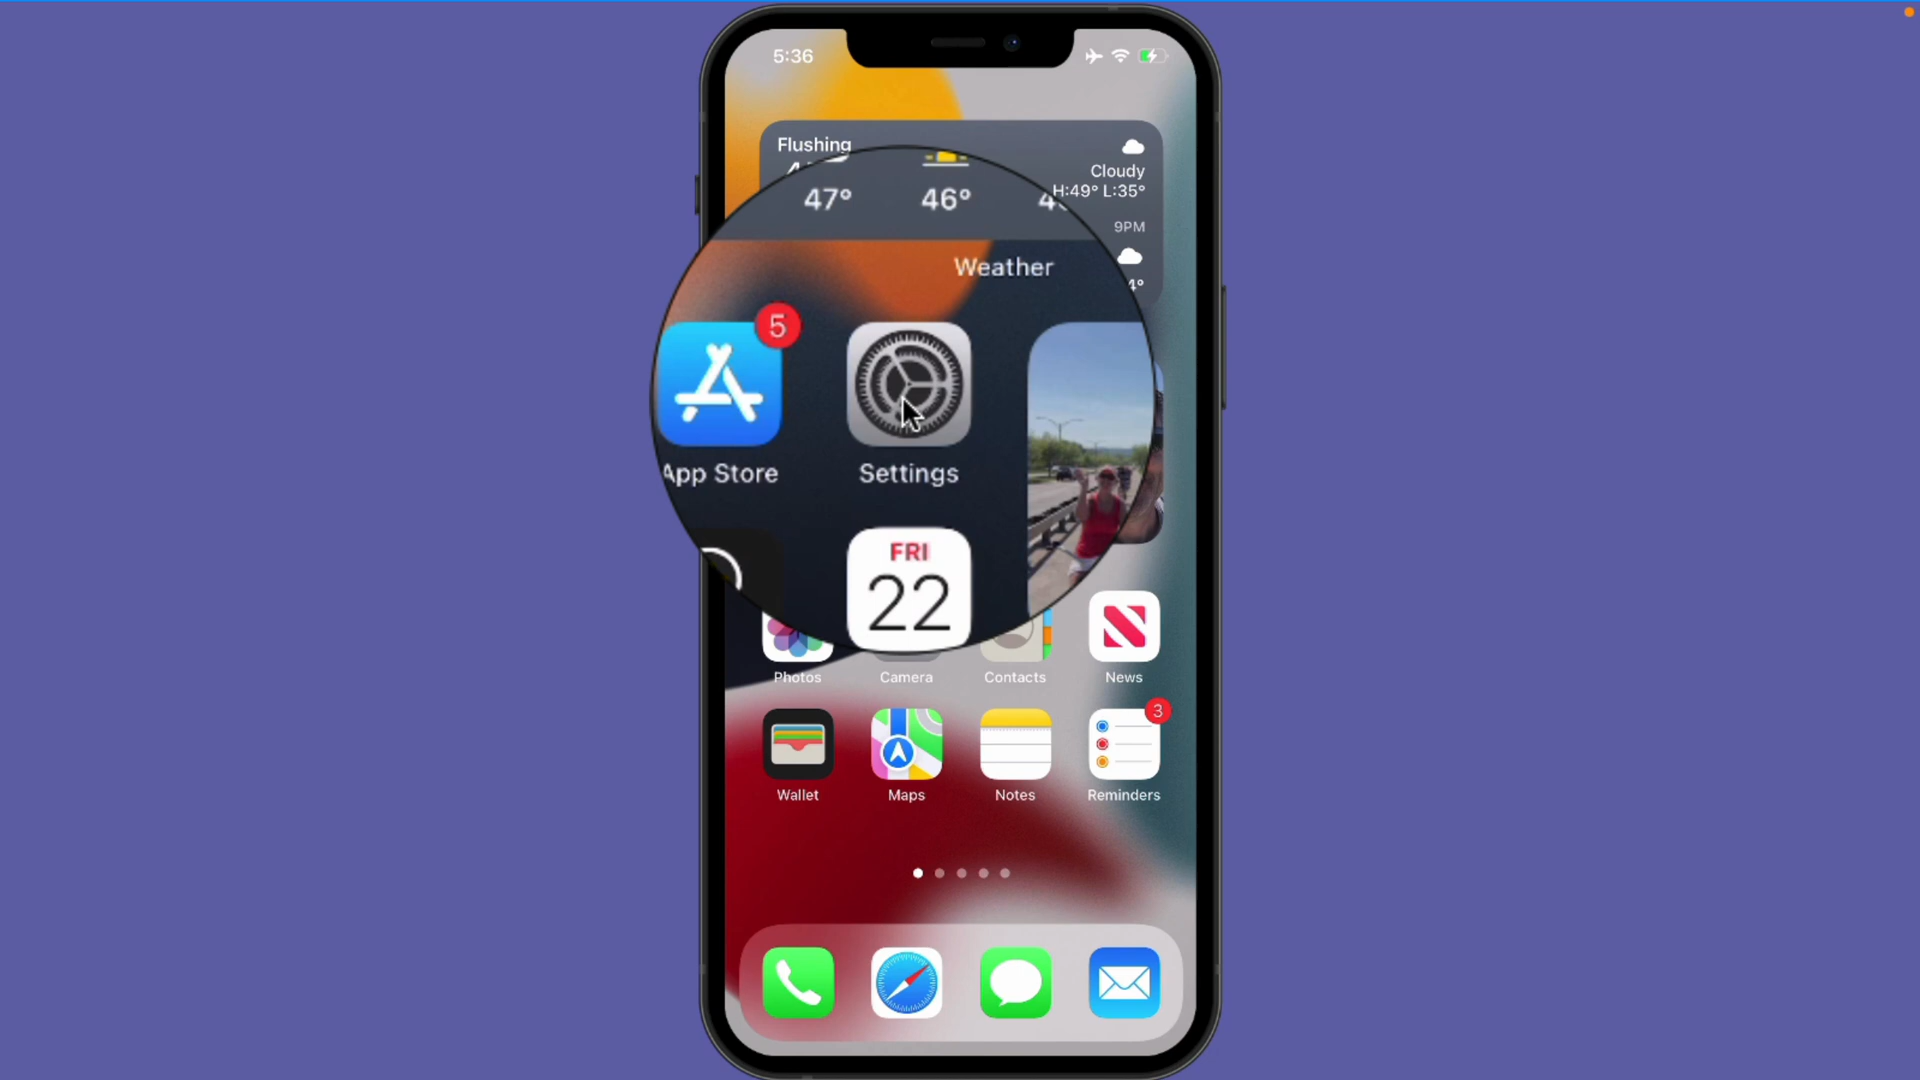 5:36
Flushing
Cloudy
H:49° L:35°
47° 46°
9PM
Weather
5
App Store Settings
FRI
22
Photos Camera Contacts News
3
Wallet Maps Notes Reminders